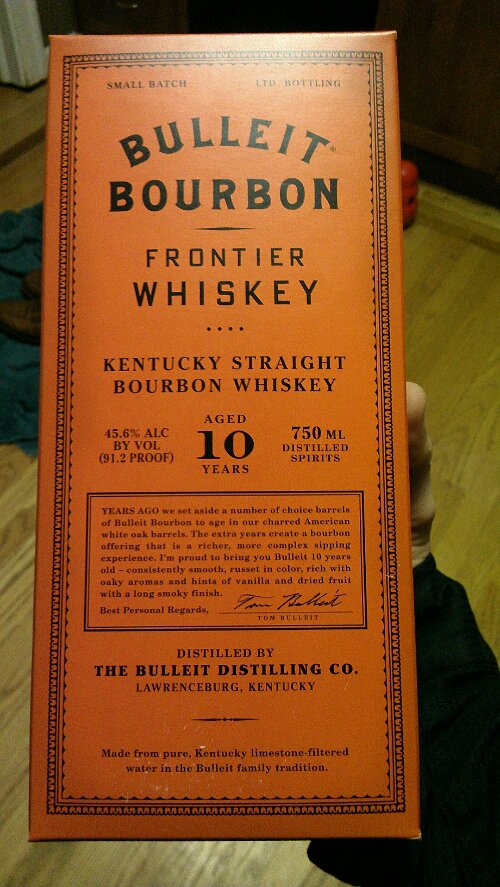 SMALL BATCH LTD. BOTTLING
BULLEIT®
BOURBON
FRONTIER
WHISKEY
KENTUCKY STRAIGHT
BOURBON WHISKEY
45.6% ALC
BY VOL
(91.2 PROOF)
AGED
10
YEARS
750 ML
DISTILLED
SPIRITS
YEARS AGO we set aside a number of choice barrels
of Bulleit Bourbon to age in our charred American
white oak barrels. The extra years create a bourbon
offering that is a richer, more complex sipping
experience. I'm proud to bring you Bulleit 10 years
old – consistently smooth, russet in color, rich with
oaky aromas and hints of vanilla and dried fruit
with a long smoky finish.
Best Personal Regards, Tom Bulleit
TOM BULLEIT
DISTILLED BY
THE BULLEIT DISTILLING CO.
LAWRENCEBURG, KENTUCKY
Made from pure, Kentucky limestone-filtered
water in the Bulleit family tradition.